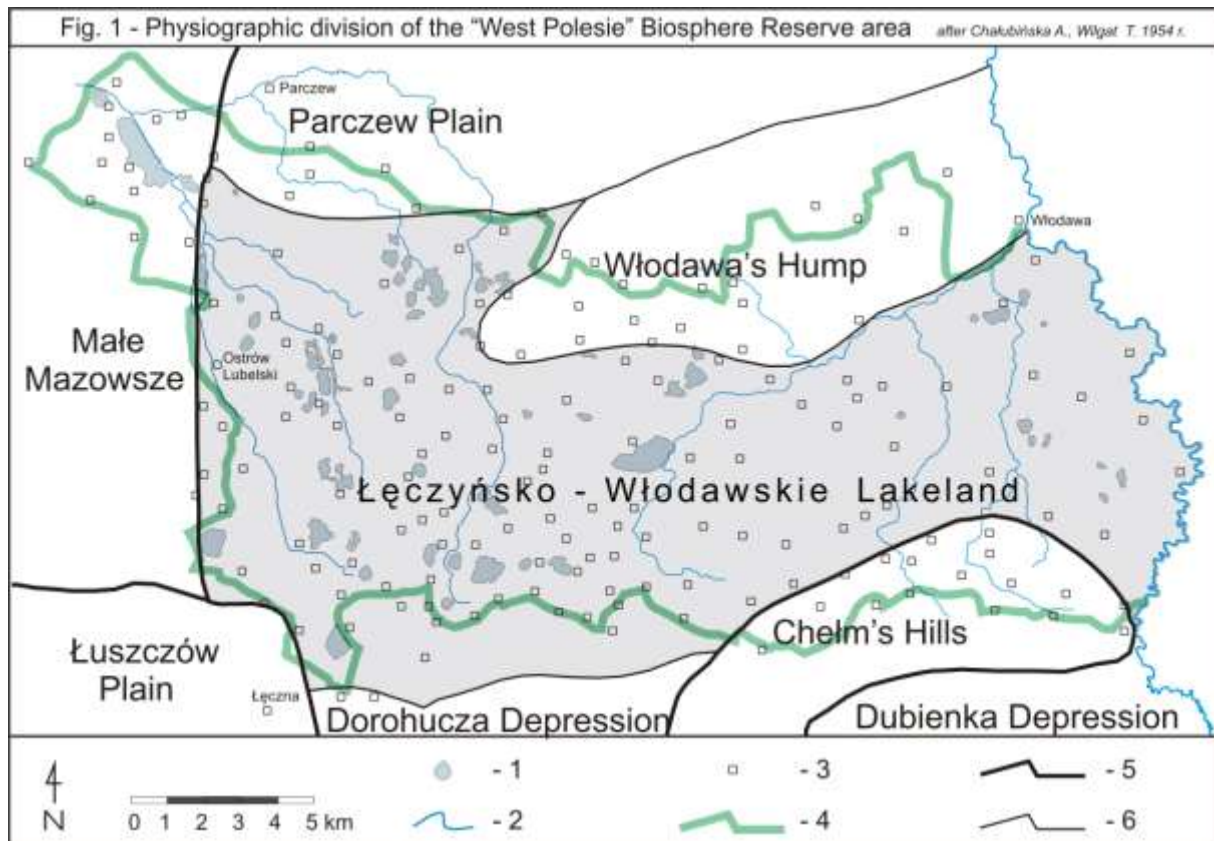 Fig. 1 - Physiographic division of the "West Polesie" Biosphere Reserve area after Chałubińska A., Wilgat T. 1954 r.
Parczew
Parczew Plain
Włodawa
Włodawa's Hump
Małe
Mazowsze
Ostrów
Lubelski
Łęczyńsko - Włodawskie Lakeland
Chełm's Hills
Łuszczów
Plain
Łęczna
Dorohucza Depression
Dubienka Depression
N
0 1 2 3 4 5 km
- 1
- 2
- 3
- 4
- 5
- 6